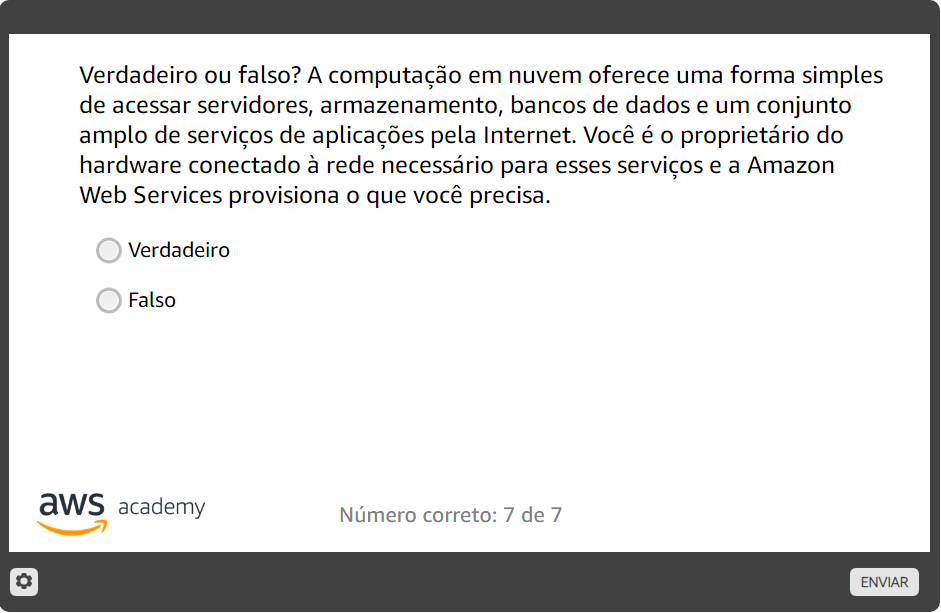 Verdadeiro ou falso? A computação em nuvem oferece uma forma simples
de acessar servidores, armazenamento, bancos de dados e um conjunto
amplo de serviços de aplicações pela Internet. Você é o proprietário do
hardware conectado à rede necessário para esses serviços e a Amazon
Web Services provisiona o que você precisa.
Verdadeiro
Falso
aws academy
Número correto: 7 de 7
ENVIAR